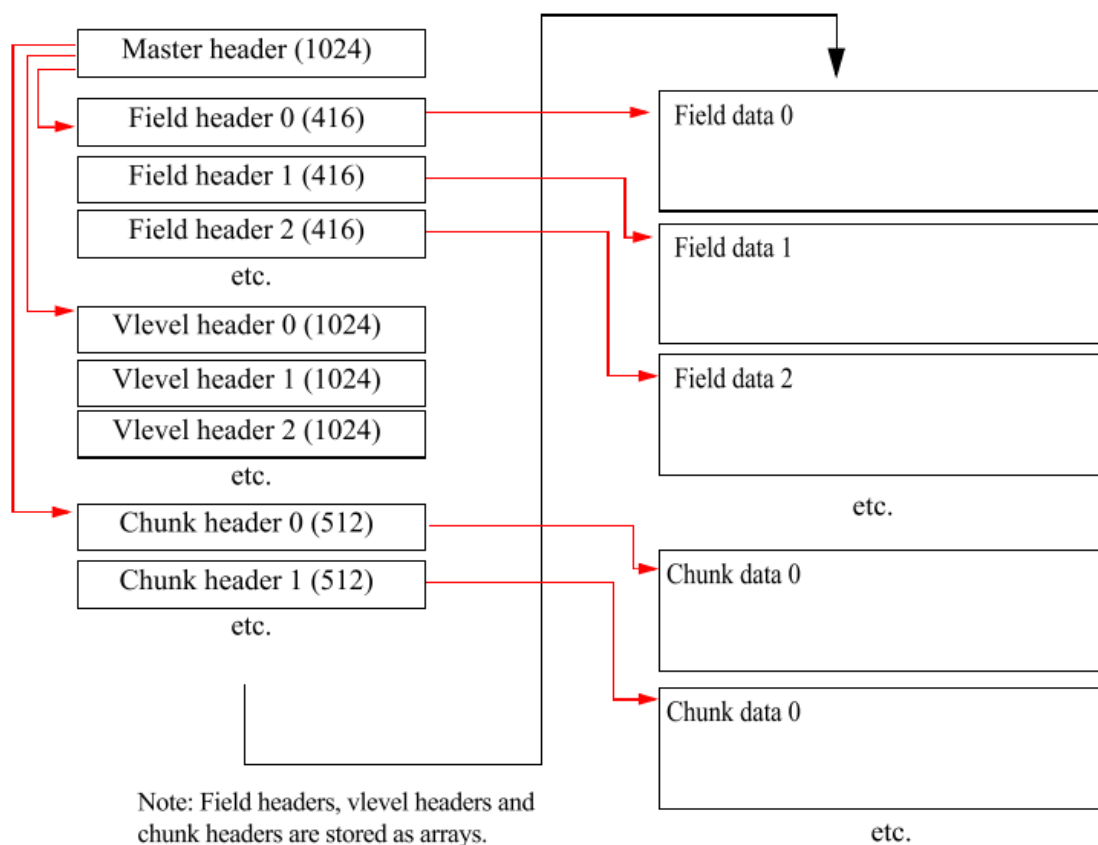 Master header (1024)
Field header 0 (416)
Field header 1 (416)
Field header 2 (416)
etc.
Vlevel header 0 (1024)
Vlevel header 1 (1024)
Vlevel header 2 (1024)
etc.
Chunk header 0 (512)
Chunk header 1 (512)
etc.
Note: Field headers, vlevel headers and
chunk headers are stored as arrays.
Field data 0
Field data 1
Field data 2
etc.
Chunk data 0
Chunk data 0
etc.